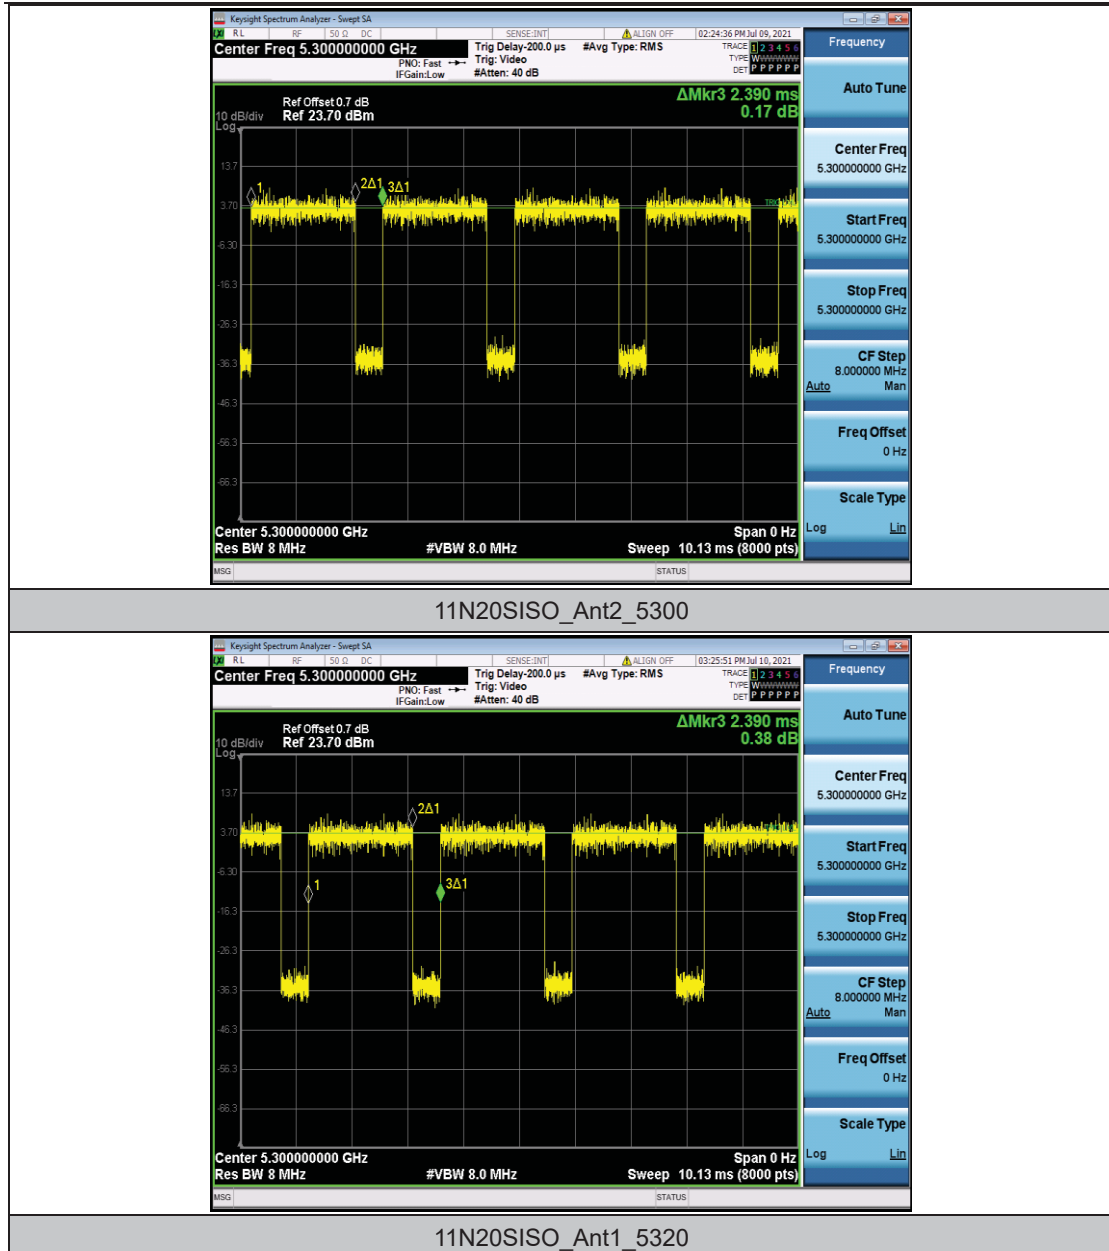 Keysight Spectrum Analyzer - Swept SA
LXI RL RF 50 Ω DC SENSE:INT ALIGN OFF 02:24:36 PM Jul 09, 2021
Center Freq 5.300000000 GHz Trig Delay-200.0 µs #Avg Type: RMS TRACE 1 2 3 4 5 6
PNO: Fast Trig: Video TYPE WWWWWW
IFGain:Low #Atten: 40 dB DET P P P P P P
Frequency
Auto Tune
ΔMkr3 2.390 ms
0.17 dB
Ref Offset 0.7 dB
10 dB/div Ref 23.70 dBm
Log
13.7
3.70
-6.30
-16.3
-26.3
-36.3
-46.3
-56.3
-66.3
1
2Δ1
3Δ1
Center Freq
5.300000000 GHz
Start Freq
5.300000000 GHz
Stop Freq
5.300000000 GHz
CF Step
8.000000 MHz
Auto Man
Freq Offset
0 Hz
Scale Type
Log Lin
Center 5.300000000 GHz Span 0 Hz
Res BW 8 MHz #VBW 8.0 MHz Sweep 10.13 ms (8000 pts)
MSG STATUS
11N20SISO_Ant2_5300
Keysight Spectrum Analyzer - Swept SA
LXI RL RF 50 Ω DC SENSE:INT ALIGN OFF 03:25:51 PM Jul 10, 2021
Center Freq 5.300000000 GHz Trig Delay-200.0 µs #Avg Type: RMS TRACE 1 2 3 4 5 6
PNO: Fast Trig: Video TYPE WWWWWW
IFGain:Low #Atten: 40 dB DET P P P P P P
Frequency
Auto Tune
ΔMkr3 2.390 ms
0.38 dB
Ref Offset 0.7 dB
10 dB/div Ref 23.70 dBm
Log
13.7
3.70
-6.30
-16.3
-26.3
-36.3
-46.3
-56.3
-66.3
2Δ1
1
3Δ1
Center Freq
5.300000000 GHz
Start Freq
5.300000000 GHz
Stop Freq
5.300000000 GHz
CF Step
8.000000 MHz
Auto Man
Freq Offset
0 Hz
Scale Type
Log Lin
Center 5.300000000 GHz Span 0 Hz
Res BW 8 MHz #VBW 8.0 MHz Sweep 10.13 ms (8000 pts)
MSG STATUS
11N20SISO_Ant1_5320